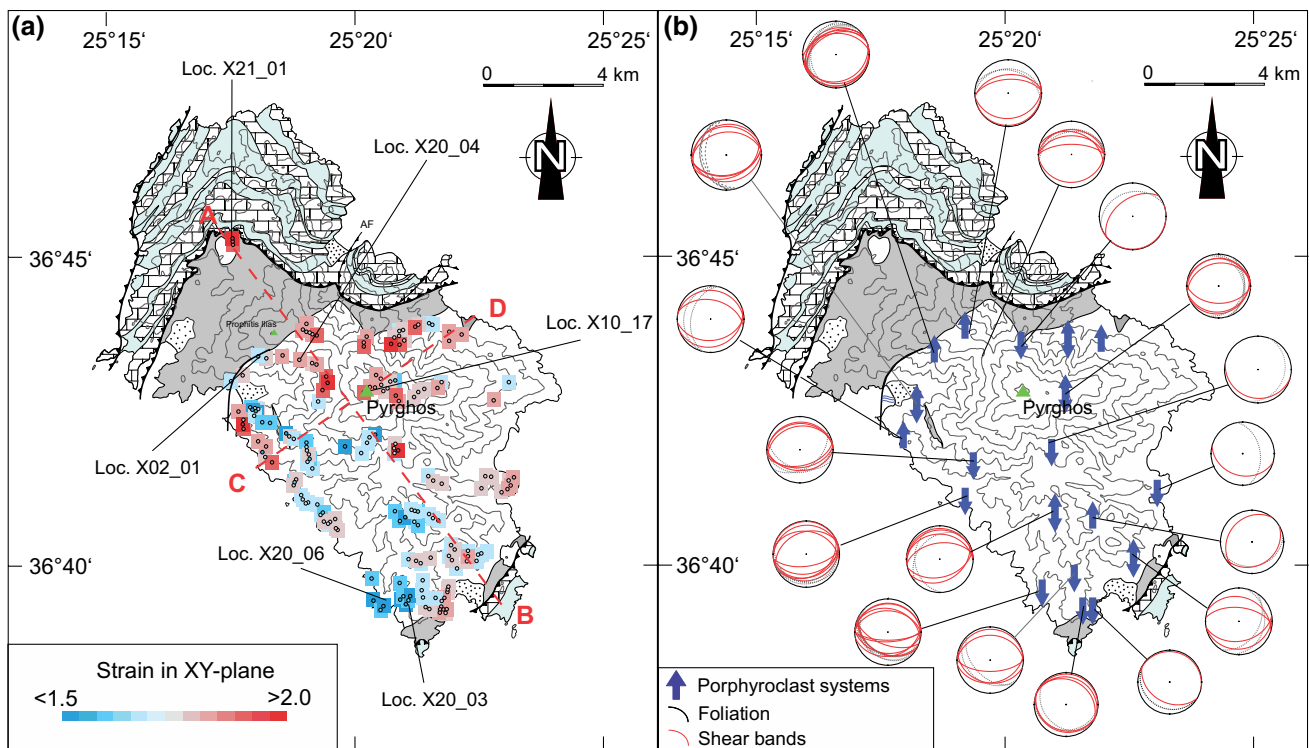 (a)
25°15'
25°20'
25°25'
Loc. X21_01
0 4 km
N
Loc. X20_04
A
AF
36°45'
D
Prophitis Ilias
Loc. X10_17
Pyrghos
Loc. X02_01
C
Loc. X20_06
36°40'
B
Strain in XY-plane
<1.5 >2.0
Loc. X20_03
(b)
25°15'
25°20'
25°25'
0 4 km
N
36°45'
Pyrghos
36°40'
Porphyroclast systems
Foliation
Shear bands